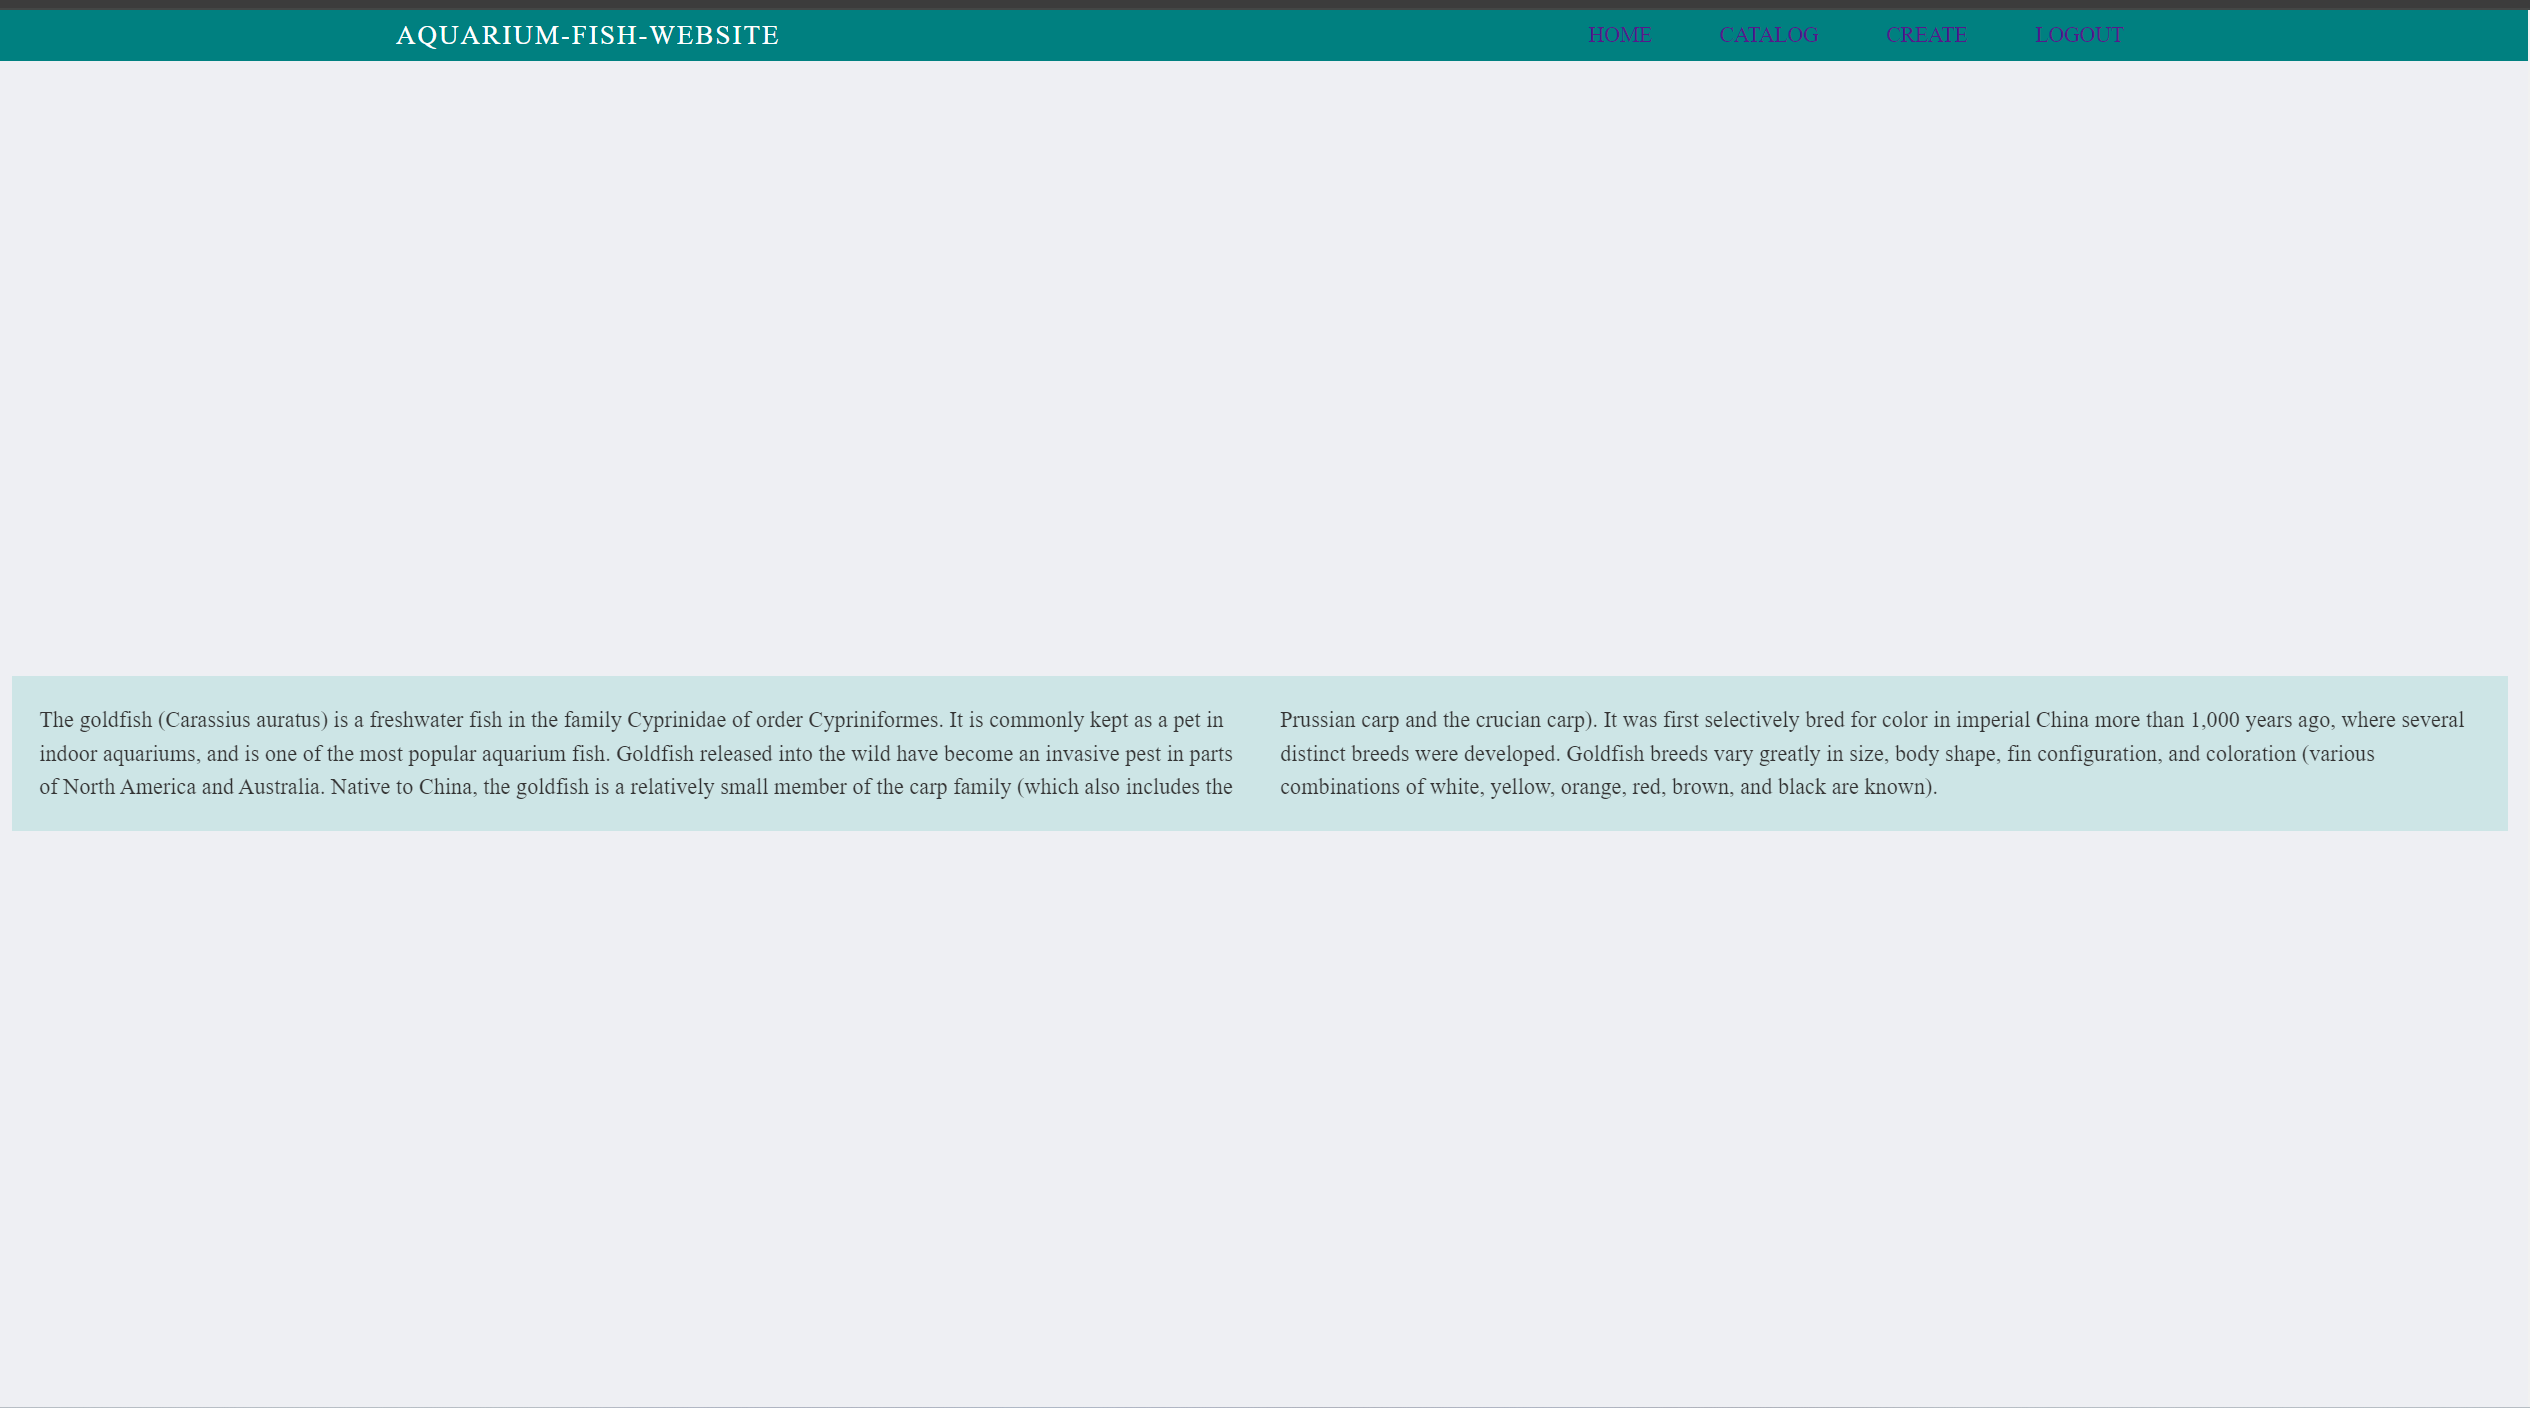 AQUARIUM-FISH-WEBSITE
HOME CATALOG CREATE LOGOUT
The goldfish (Carassius auratus) is a freshwater fish in the family Cyprinidae of order Cypriniformes. It is commonly kept as a pet in
indoor aquariums, and is one of the most popular aquarium fish. Goldfish released into the wild have become an invasive pest in parts
of North America and Australia. Native to China, the goldfish is a relatively small member of the carp family (which also includes the
Prussian carp and the crucian carp). It was first selectively bred for color in imperial China more than 1,000 years ago, where several
distinct breeds were developed. Goldfish breeds vary greatly in size, body shape, fin configuration, and coloration (various
combinations of white, yellow, orange, red, brown, and black are known).